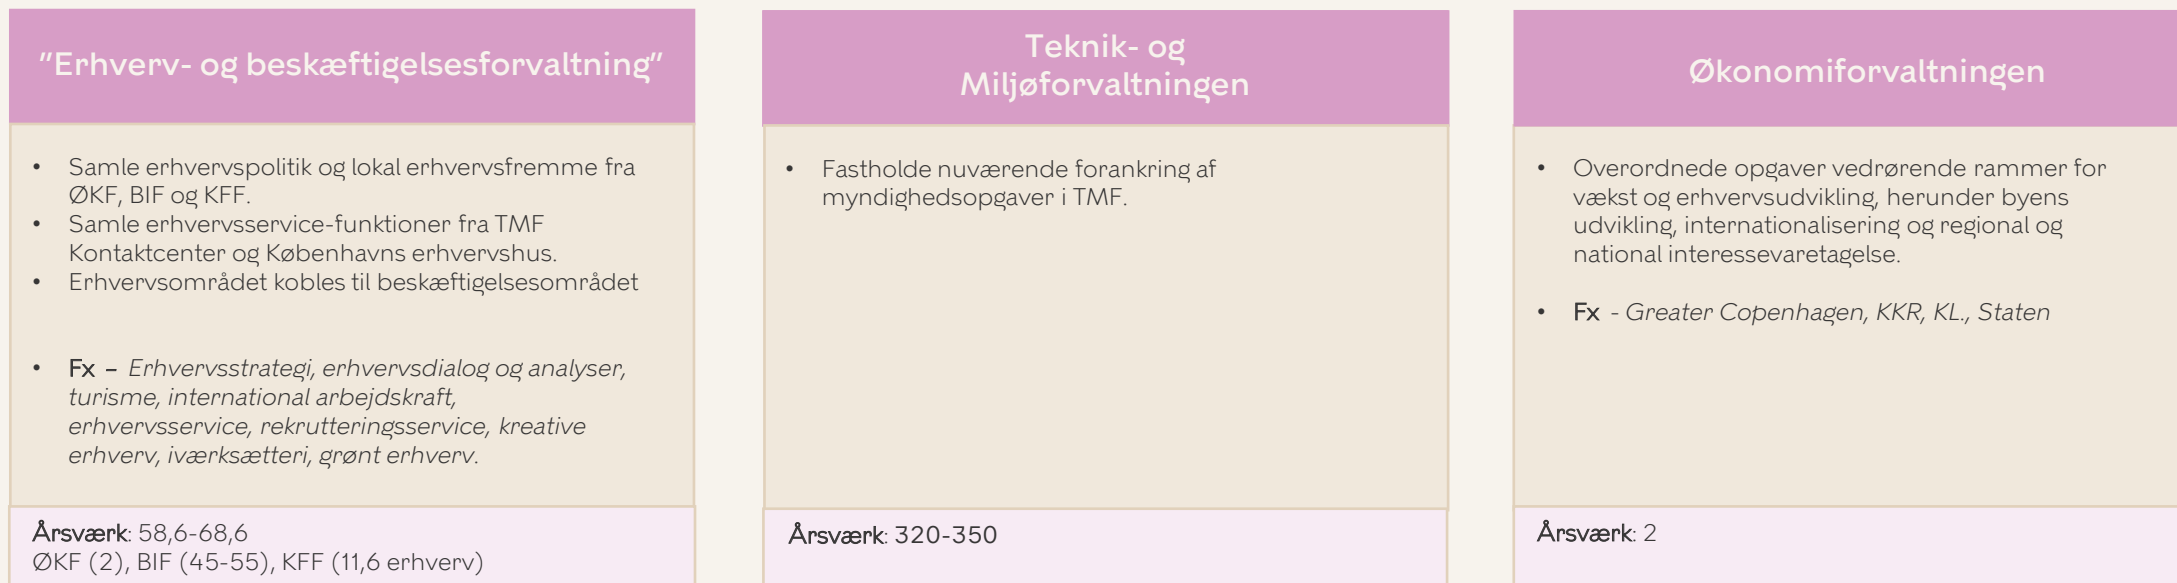 "Erhverv- og beskæftigelsesforvaltning"
• Samle erhvervspolitik og lokal erhvervsfremme fra
ØKF, BIF og KFF.
• Samle erhvervsservice-funktioner fra TMF
Kontaktcenter og Københavns erhvervshus.
• Erhvervsområdet kobles til beskæftigelsesområdet
• Fx – Erhvervsstrategi, erhvervsdialog og analyser,
turisme, international arbejdskraft,
erhvervsservice, rekrutteringsservice, kreative
erhverv, iværksætteri, grønt erhverv.
Årsværk: 58,6-68,6
ØKF (2), BIF (45-55), KFF (11,6 erhverv)
Teknik- og
Miljøforvaltningen
• Fastholde nuværende forankring af
myndighedsopgaver i TMF.
Årsværk: 320-350
Økonomiforvaltningen
• Overordnede opgaver vedrørende rammer for
vækst og erhvervsudvikling, herunder byens
udvikling, internationalisering og regional og
national interessevaretagelse.
• Fx - Greater Copenhagen, KKR, KL., Staten
Årsværk: 2